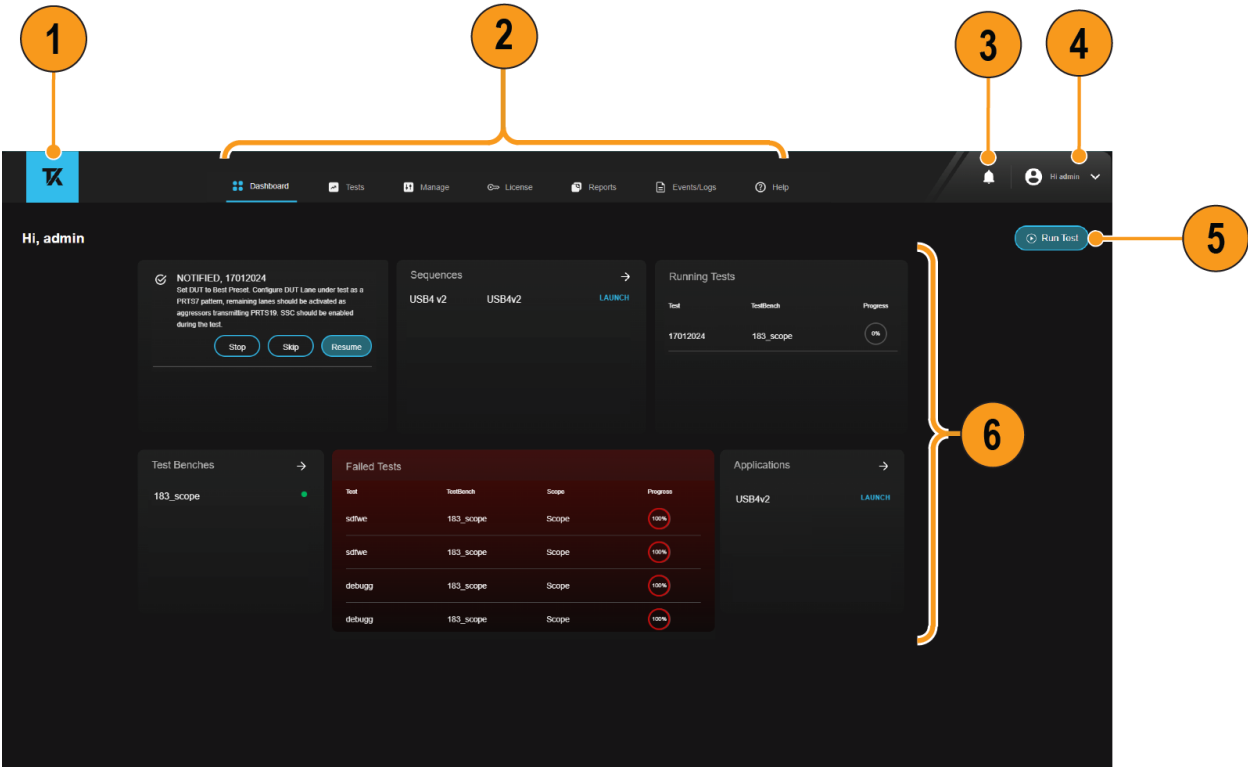 1
2
3
4
TK
Dashboard Tests Manage License Reports Events/Logs Help
Hi admin
Hi, admin
Run Test
5
NOTIFIED, 17012024
Set DUT to Best Preset. Configure DUT Lane under test as a
PRTS7 pattern, remaining lanes should be activated as
aggressors transmitting PRTS19. SSC should be enabled
during the test.
Stop Skip Resume
Sequences
USB4 v2 USB4v2 LAUNCH
Running Tests
Test TestBench Progress
17012024 183_scope 0%
6
Test Benches
183_scope
Failed Tests
Test TestBench Scope Progress
sdfwe 183_scope Scope 100%
sdfwe 183_scope Scope 100%
debugg 183_scope Scope 100%
debugg 183_scope Scope 100%
Applications
USB4v2 LAUNCH